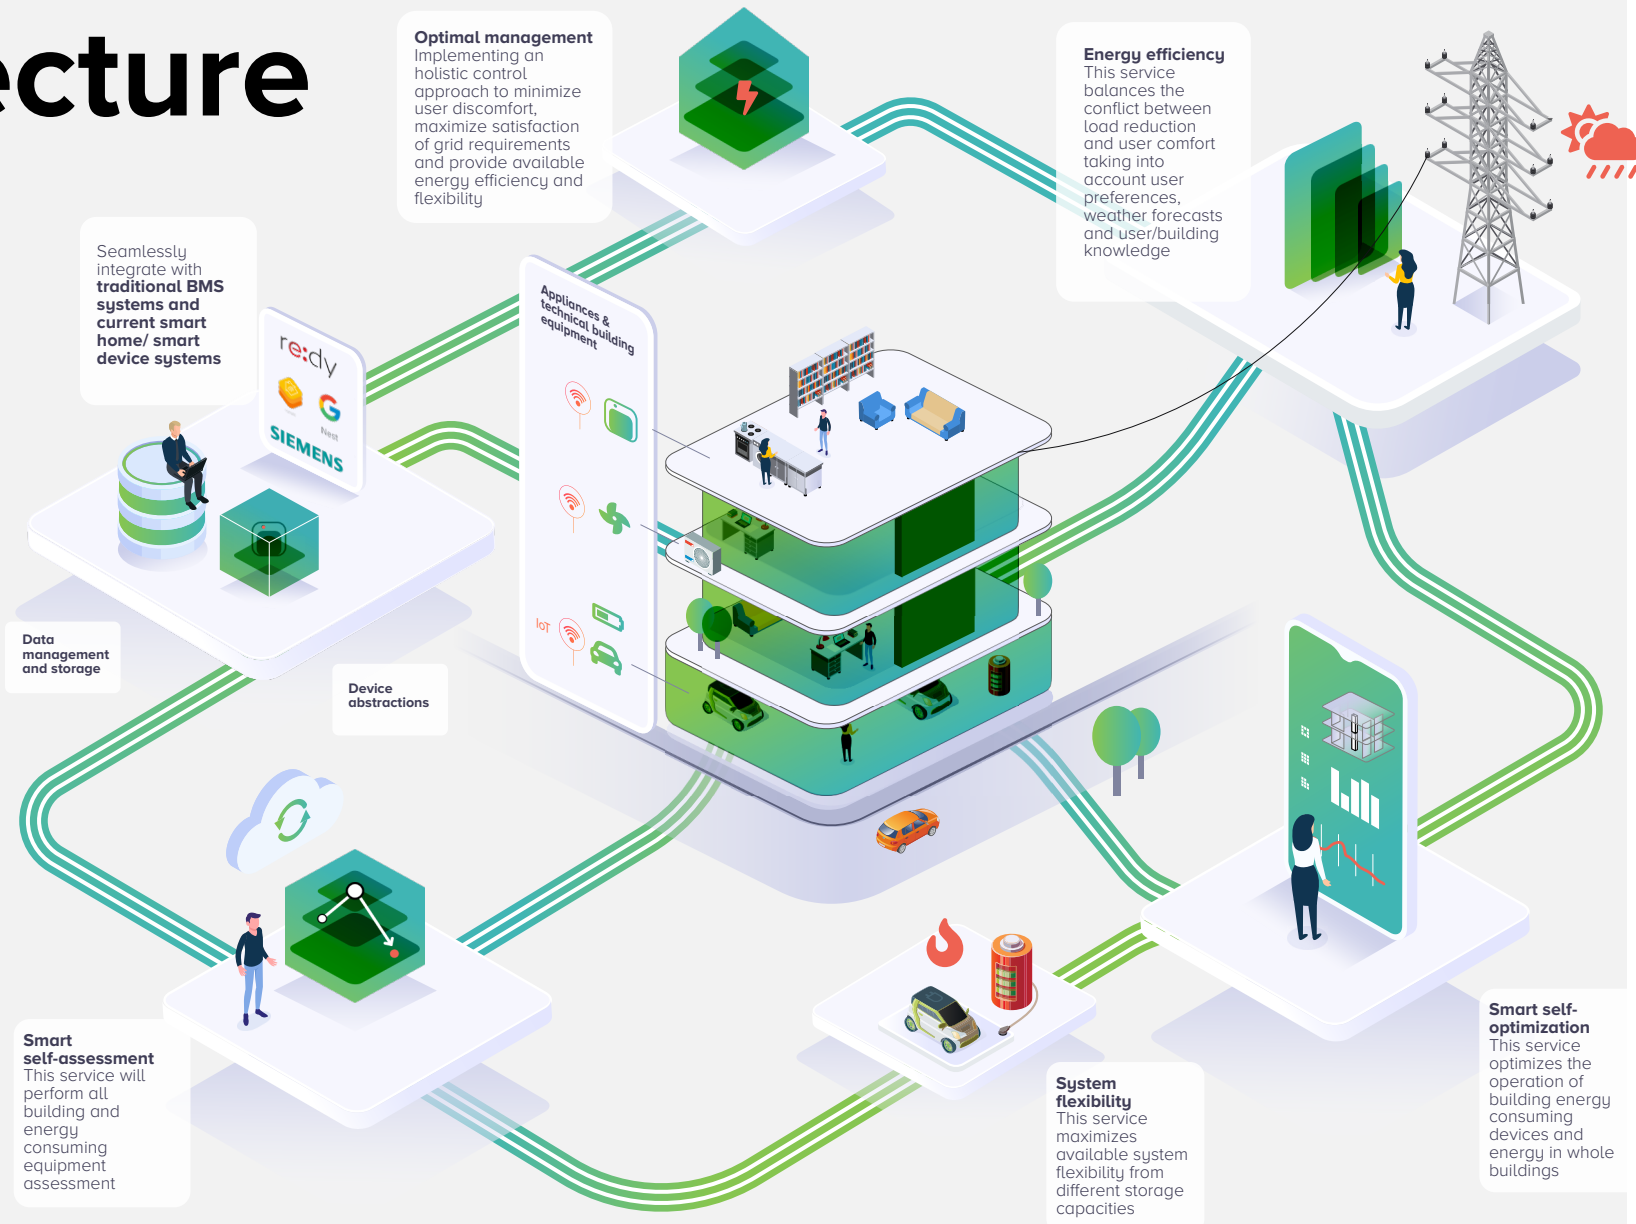 ecture
Optimal management
Implementing an
holistic control
approach to minimize
user discomfort,
maximize satisfaction
of grid requirements
and provide available
energy efficiency and
flexibility
Energy efficiency
This service
balances the
conflict between
load reduction
and user comfort
taking into
account user
preferences,
weather forecasts
and user/building
knowledge
Seamlessly
integrate with
traditional BMS
systems and
current smart
home/ smart
device systems
re:dy
Nest
SIEMENS
Appliances &
technical building
equipment
IoT
Data
management
and storage
Device
abstractions
Smart
self-assessment
This service will
perform all
building and
energy
consuming
equipment
assessment
System
flexibility
This service
maximizes
available system
flexibility from
different storage
capacities
Smart self-
optimization
This service
optimizes the
operation of
building energy
consuming
devices and
energy in whole
buildings